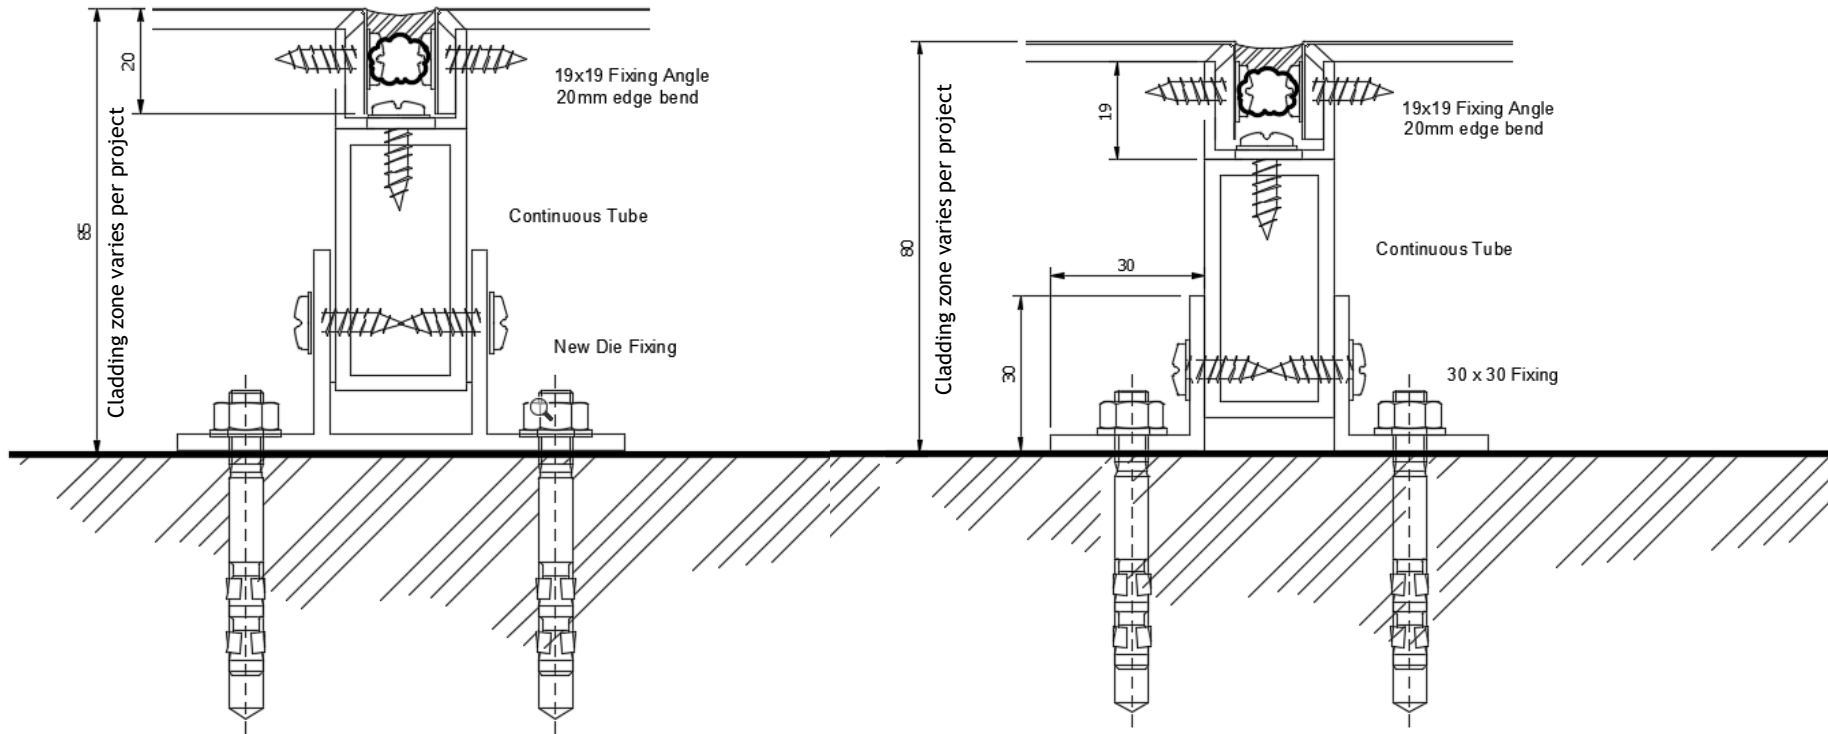 20
85
Cladding zone varies per project
19x19 Fixing Angle
20mm edge bend
Continuous Tube
New Die Fixing
80
Cladding zone varies per project
19
30
30
19x19 Fixing Angle
20mm edge bend
Continuous Tube
30 x 30 Fixing